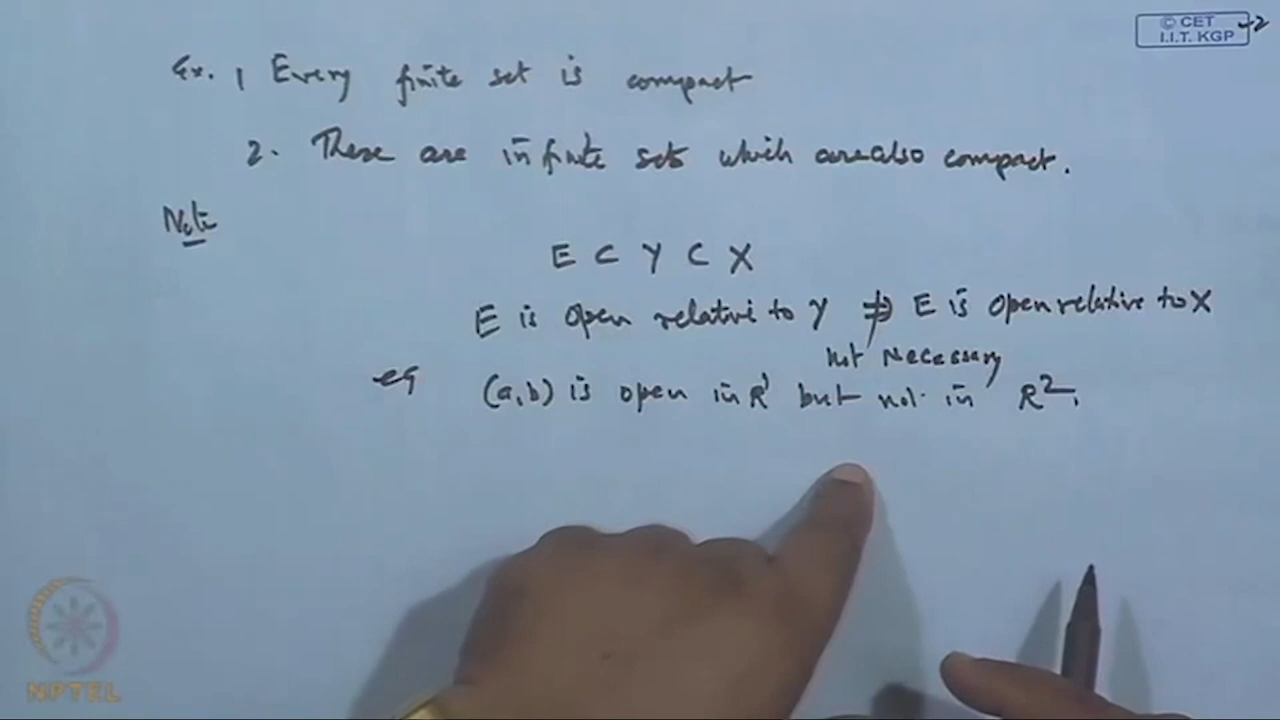 © CET
I.I.T. KGP -2
Ex. 1 Every finite set is compact
2. There are infinite sets which are also compact.
Note
E ⊂ Y ⊂ X
E is open relative to Y ⇏ E is open relative to X
not necessary
eg (a,b) is open in R¹ but not in R².
NPTEL